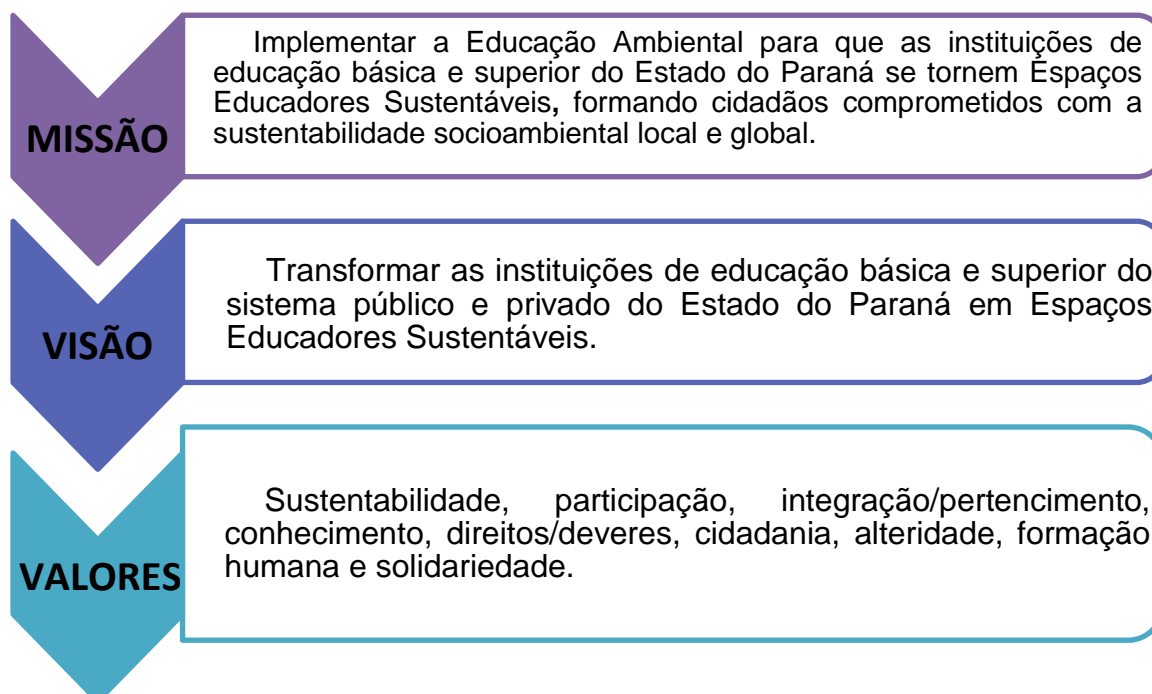 MISSÃO
Implementar a Educação Ambiental para que as instituições de
educação básica e superior do Estado do Paraná se tornem Espaços
Educadores Sustentáveis, formando cidadãos comprometidos com a
sustentabilidade socioambiental local e global.
VISÃO
Transformar as instituições de educação básica e superior do
sistema público e privado do Estado do Paraná em Espaços
Educadores Sustentáveis.
VALORES
Sustentabilidade, participação, integração/pertencimento,
conhecimento, direitos/deveres, cidadania, alteridade, formação
humana e solidariedade.